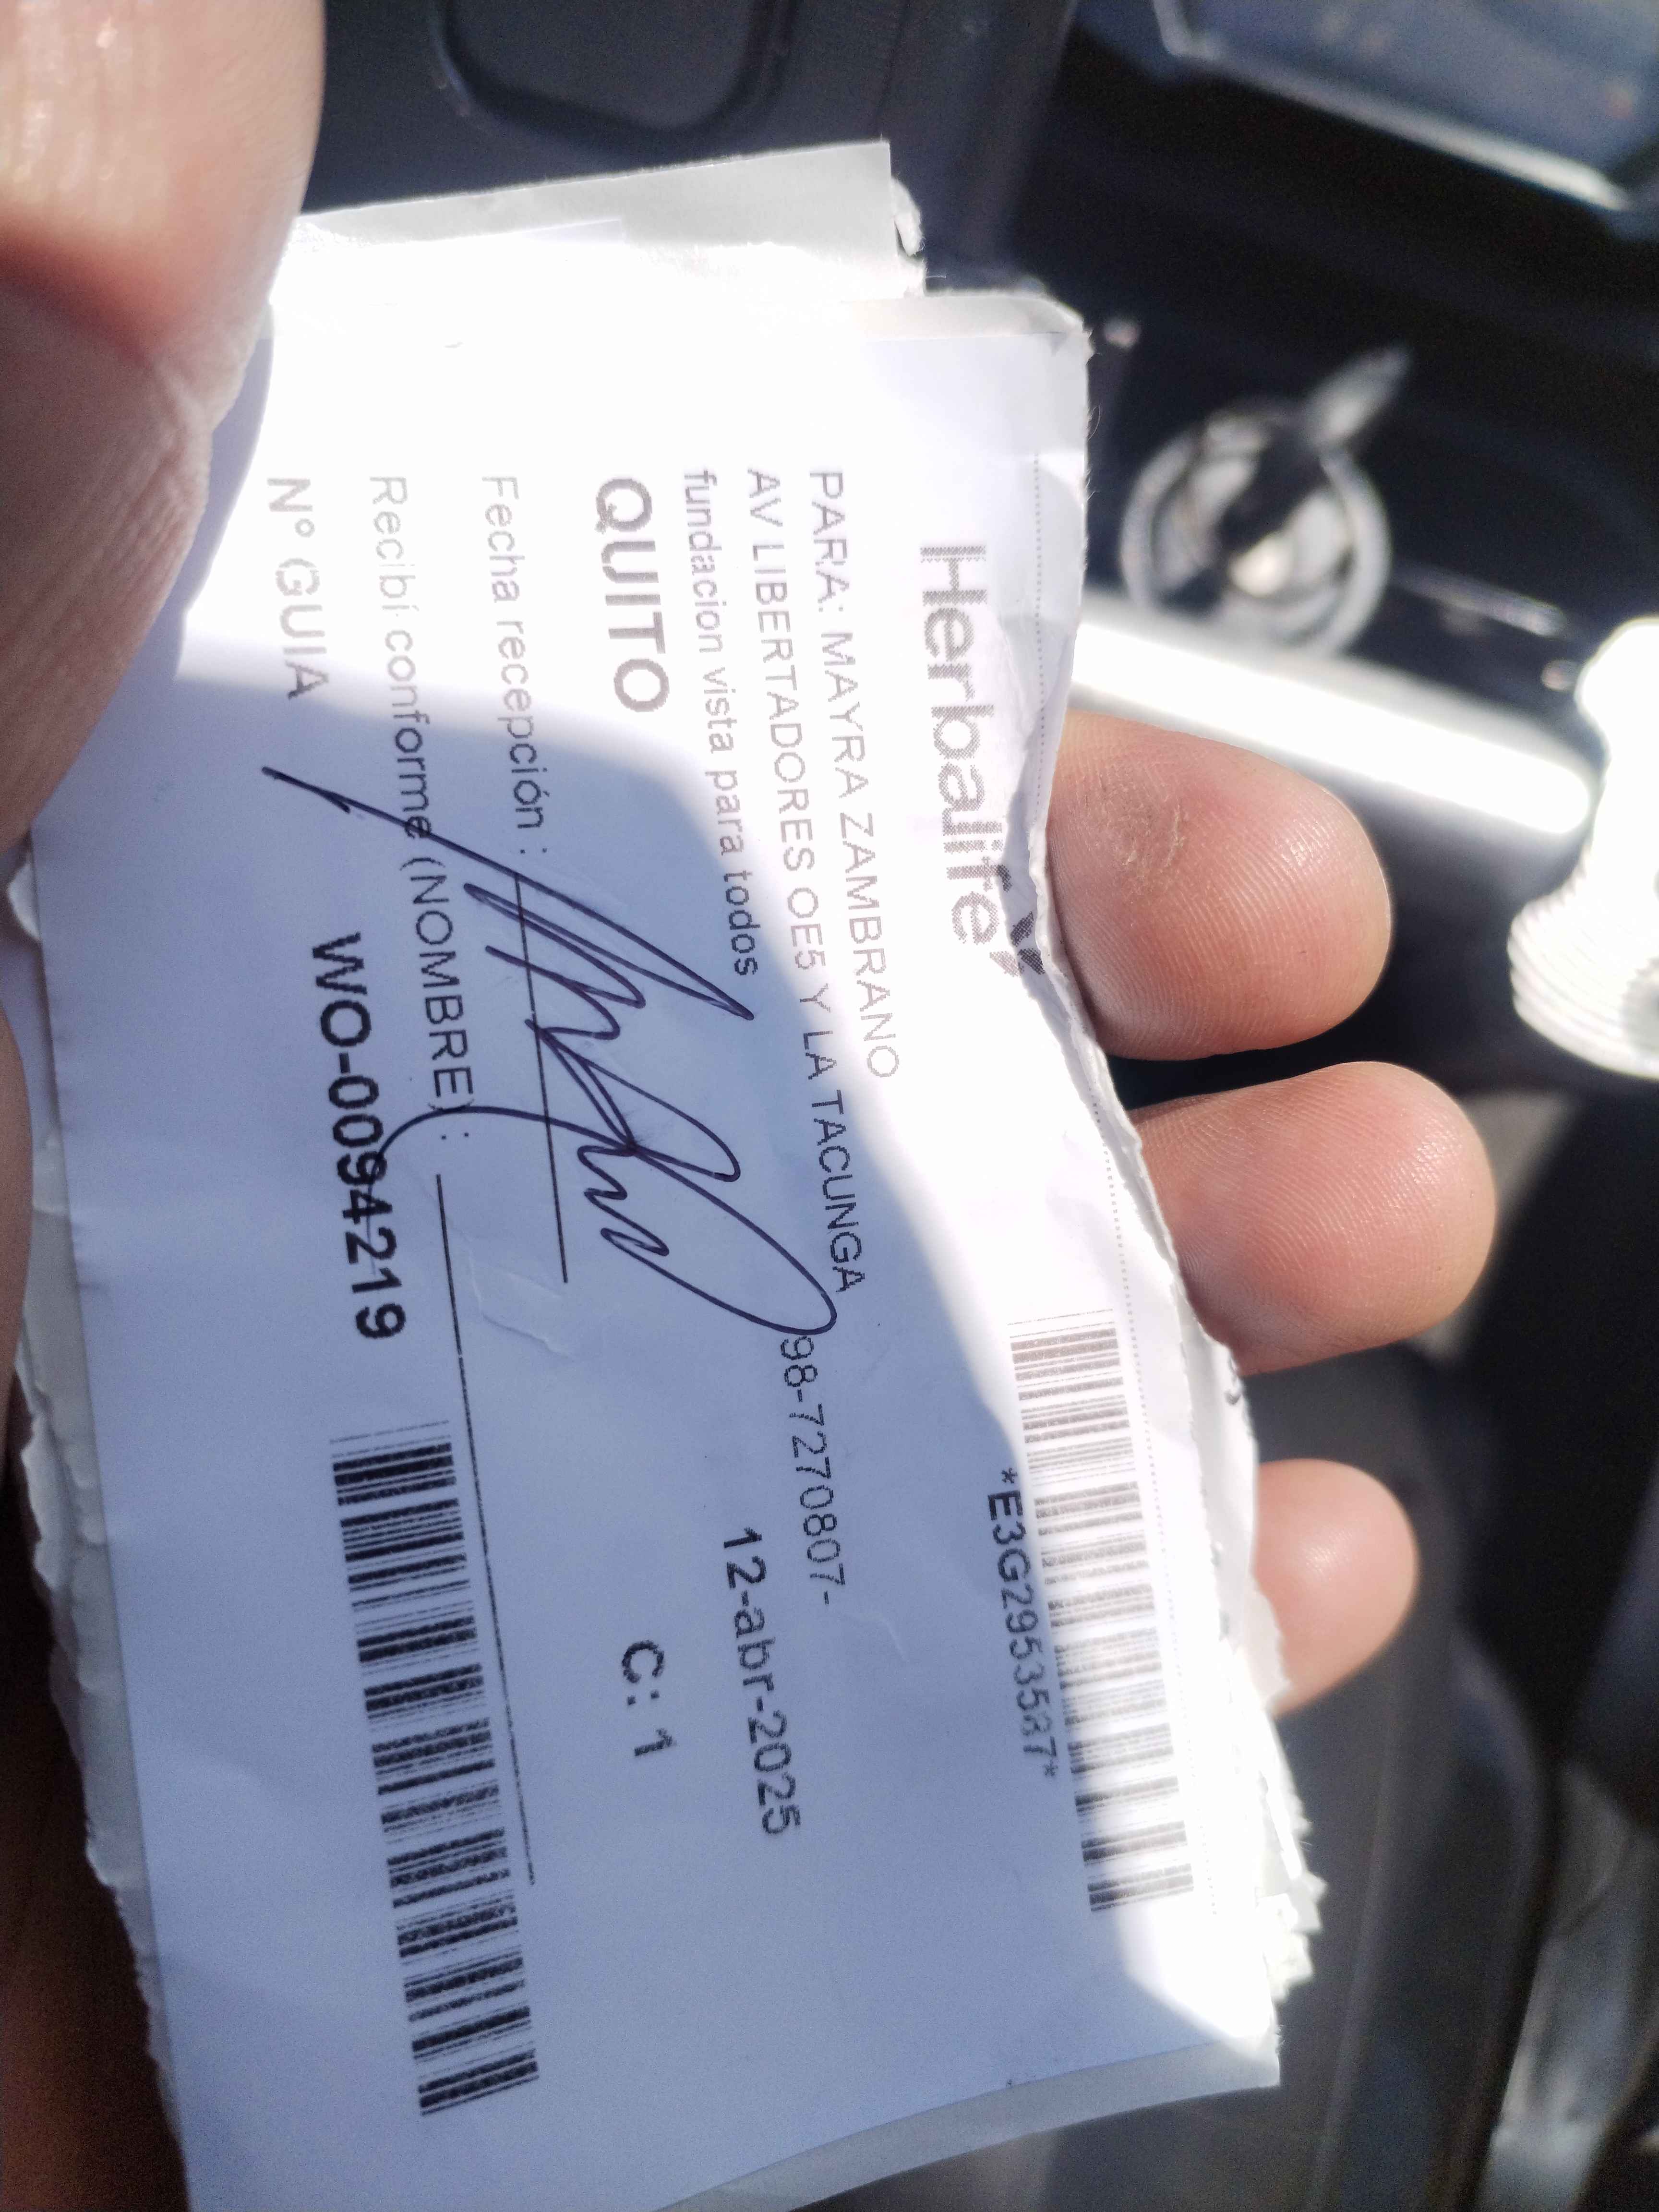 Herbalife
*E3G2953587*
PARA: MAYRA ZAMBRANO
AV LIBERTADORES OE5 Y LA TACUNGA 98-727０807-
fundacion vista para todos 12-abr-2025
QUITO C: 1
Fecha recepción :
Recibí conforme (NOMBRE) :
Nº GUIA WO-0094219